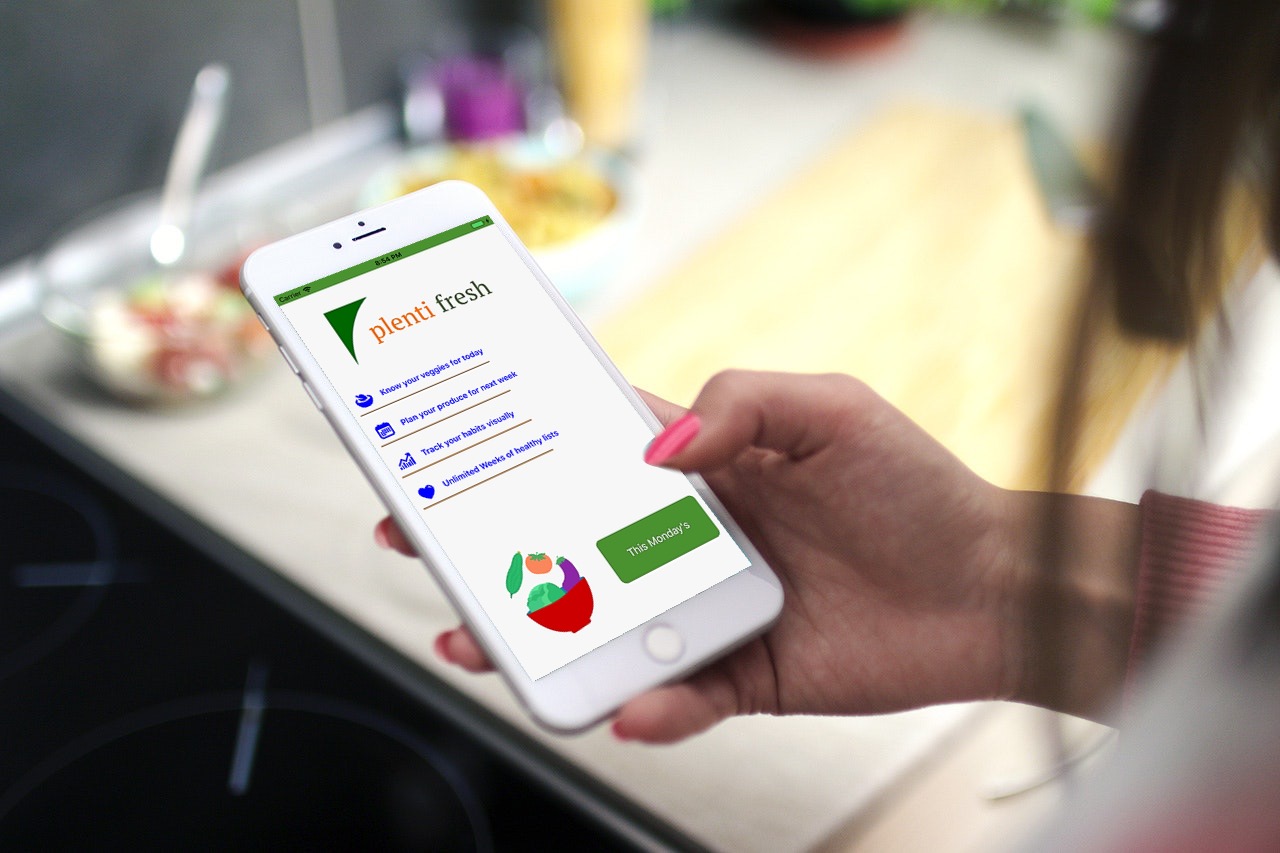 Carrier
8:54 PM
plenti fresh
Know your veggies for today
Plan your produce for next week
Track your habits visually
Unlimited Weeks of healthy lists
This Monday's